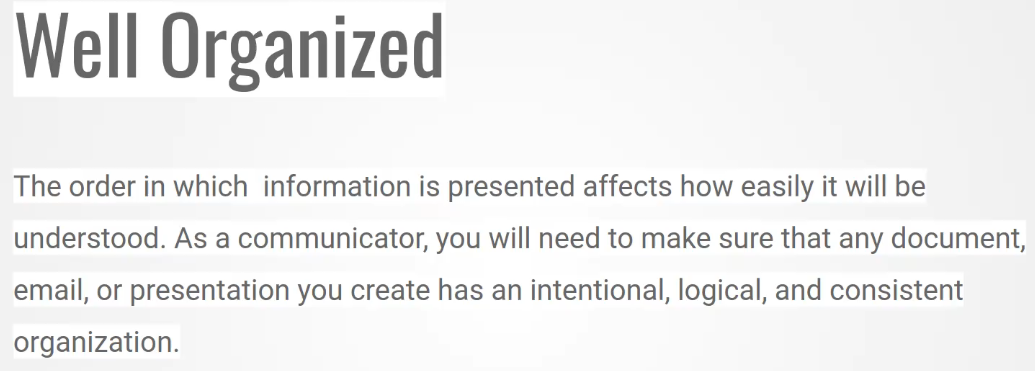 Well Organized
The order in which  information is presented affects how easily it will be
understood. As a communicator, you will need to make sure that any document,
email, or presentation you create has an intentional, logical, and consistent
organization.